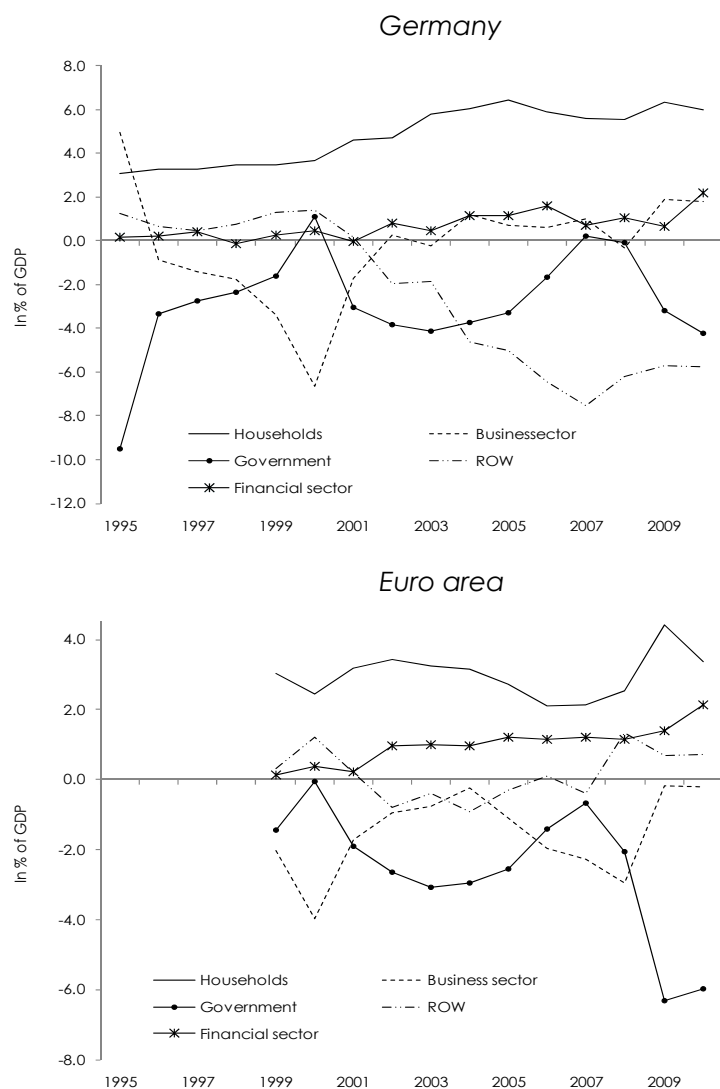 Germany
8.0
6.0
4.0
2.0
0.0
-2.0
-4.0
-6.0
-8.0
-10.0
-12.0
In% of GDP
Households
Businessector
Government
ROW
Financial sector
1995 1997 1999 2001 2003 2005 2007 2009
Euro area
4.0
2.0
0.0
-2.0
-4.0
-6.0
-8.0
In% of GDP
Households
Business sector
Government
ROW
Financial sector
1995 1997 1999 2001 2003 2005 2007 2009